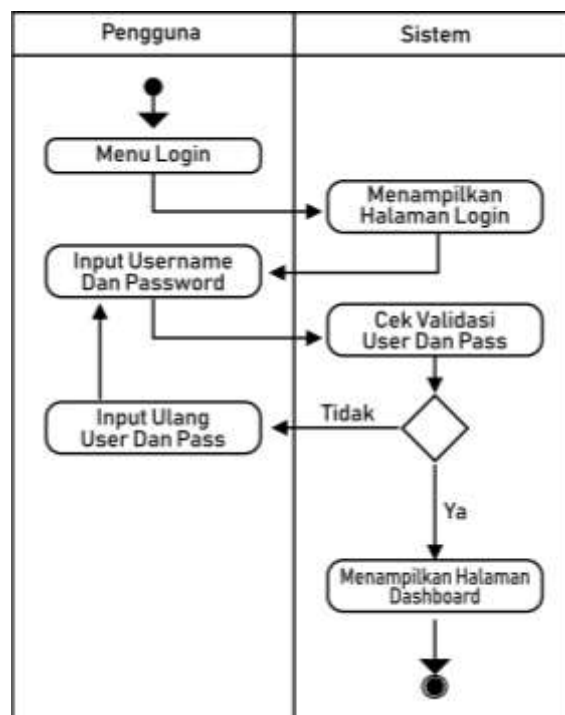 Pengguna
Sistem
Menu Login
Menampilkan
Halaman Login
Input Username
Dan Password
Cek Validasi
User Dan Pass
Input Ulang
User Dan Pass
Tidak
Ya
Menampilkan Halaman
Dashboard